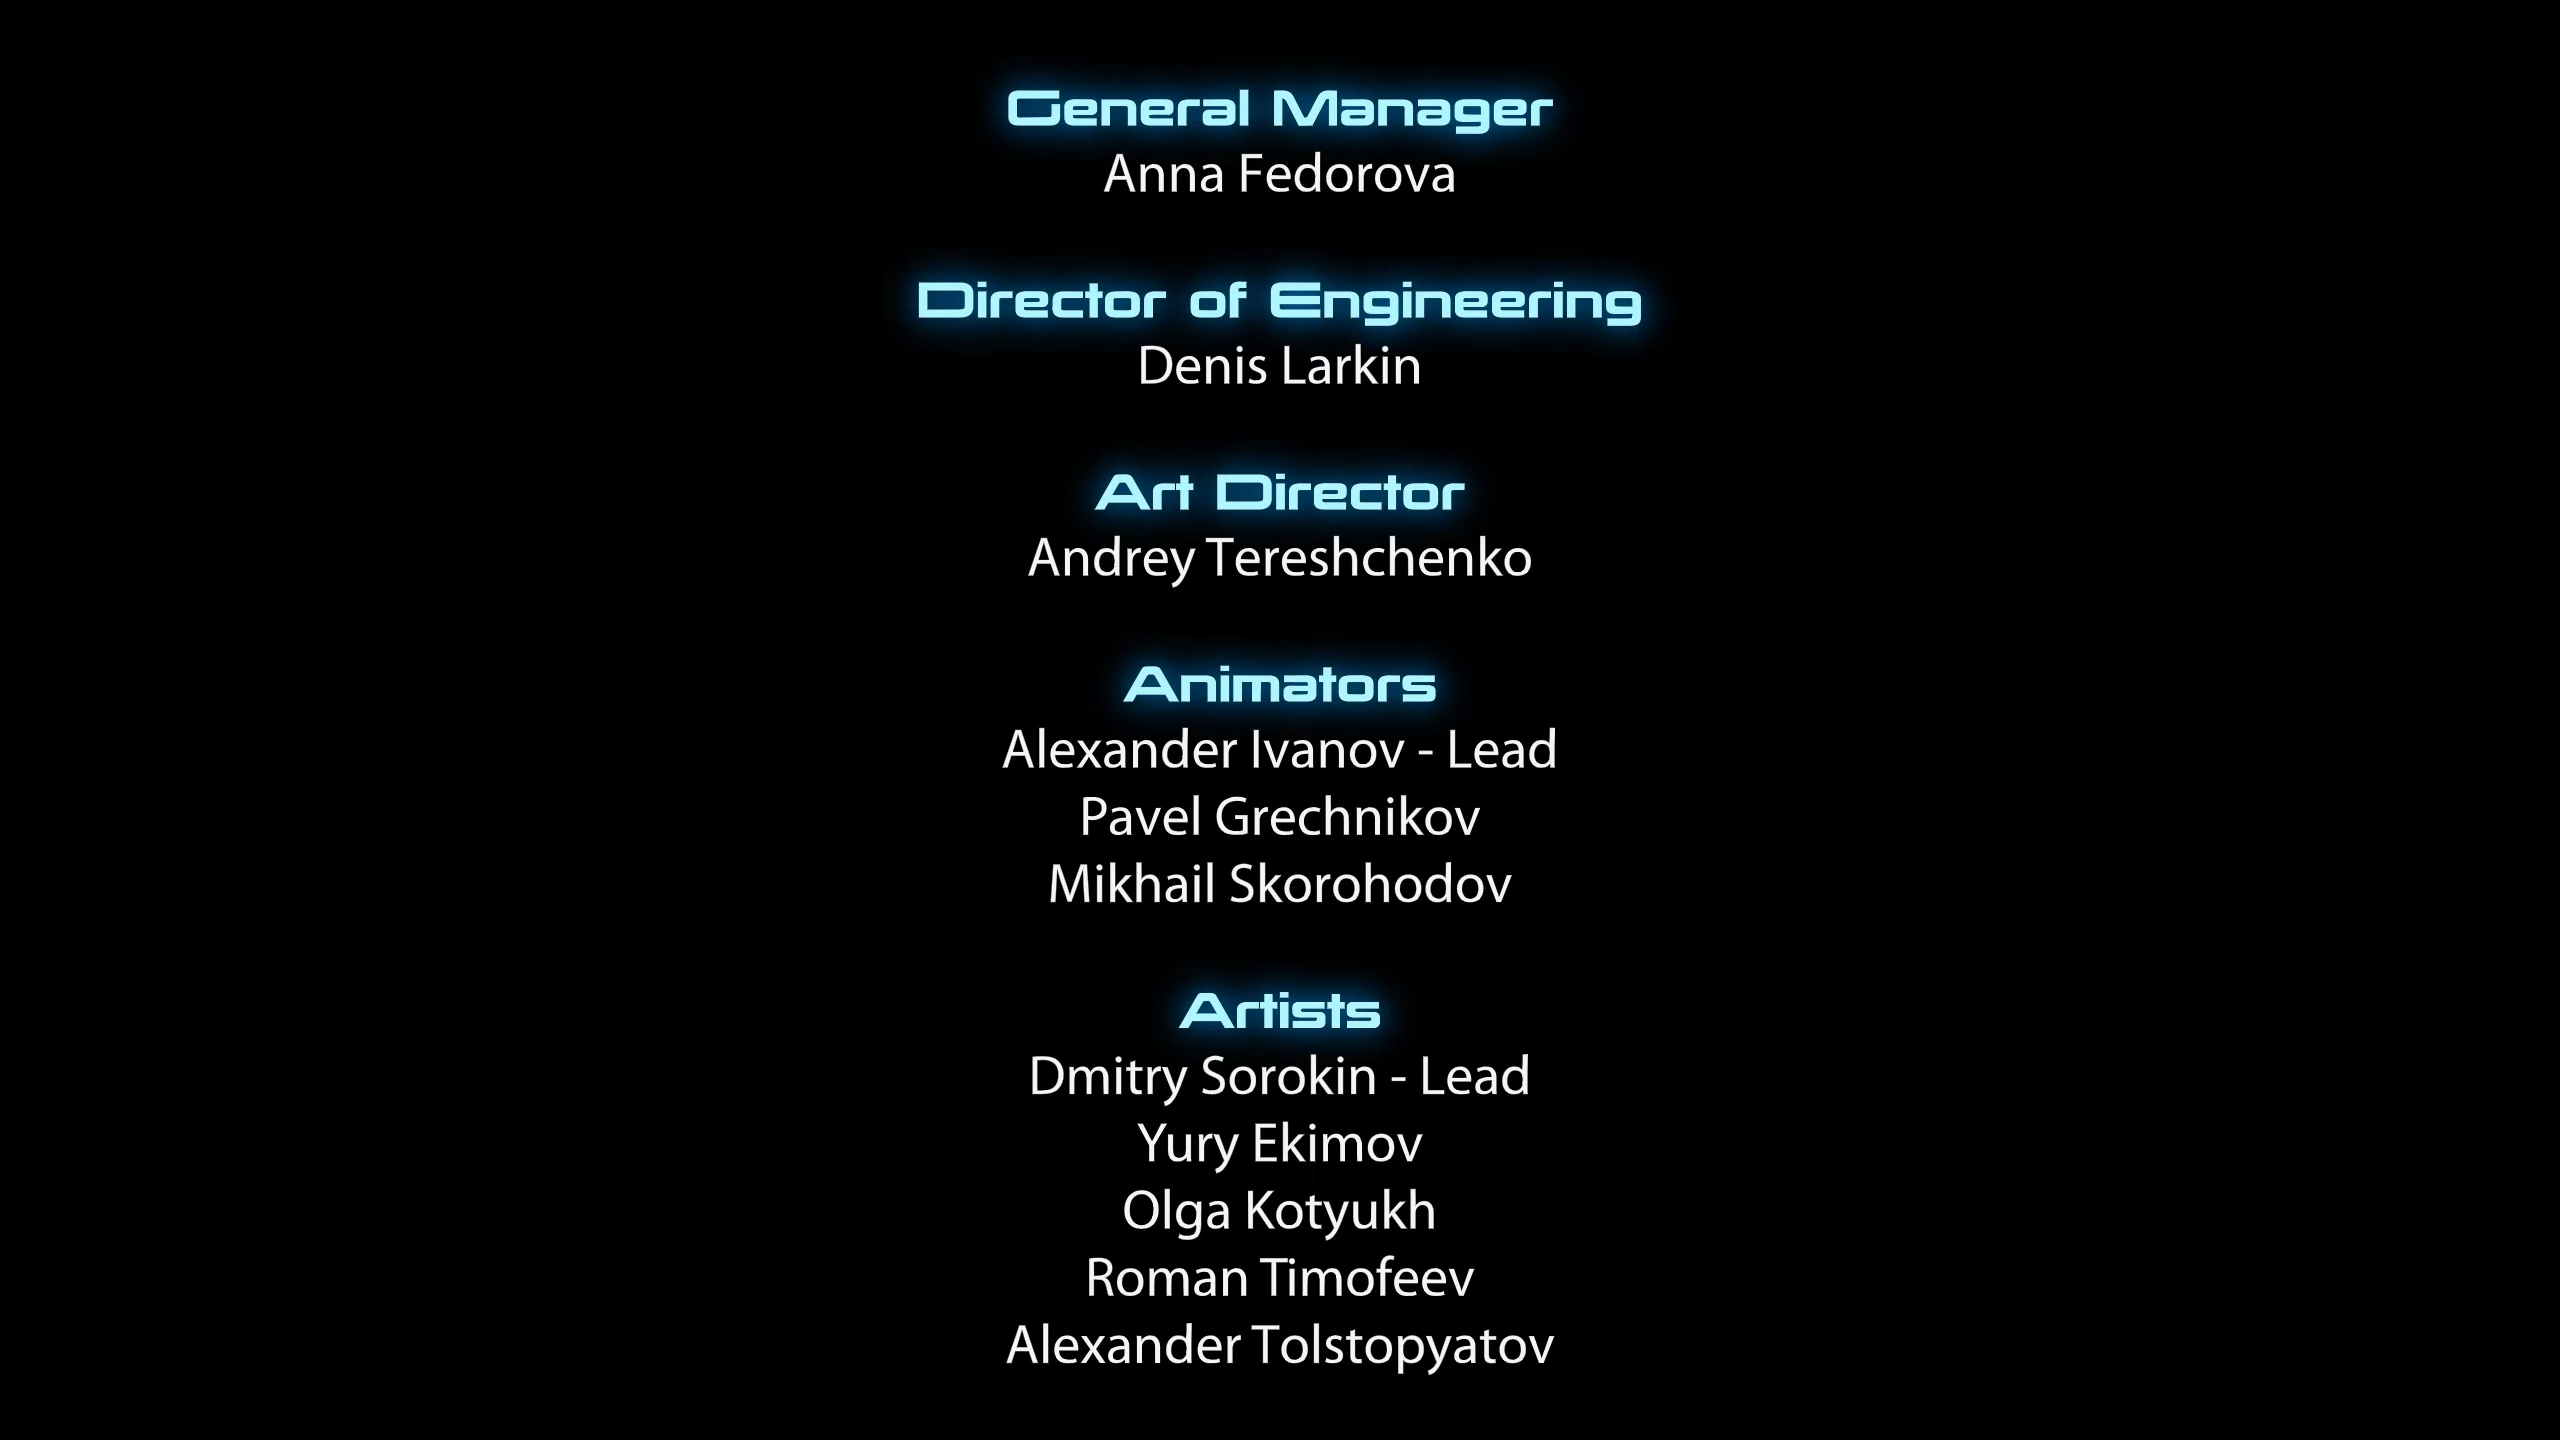 General Manager
Anna Fedorova
Director of Engineering
Denis Larkin
Art Director
Andrey Tereshchenko
Animators
Alexander Ivanov - Lead
Pavel Grechnikov
Mikhail Skorohodov
Artists
Dmitry Sorokin - Lead
Yury Ekimov
Olga Kotyukh
Roman Timofeev
Alexander Tolstopyatov